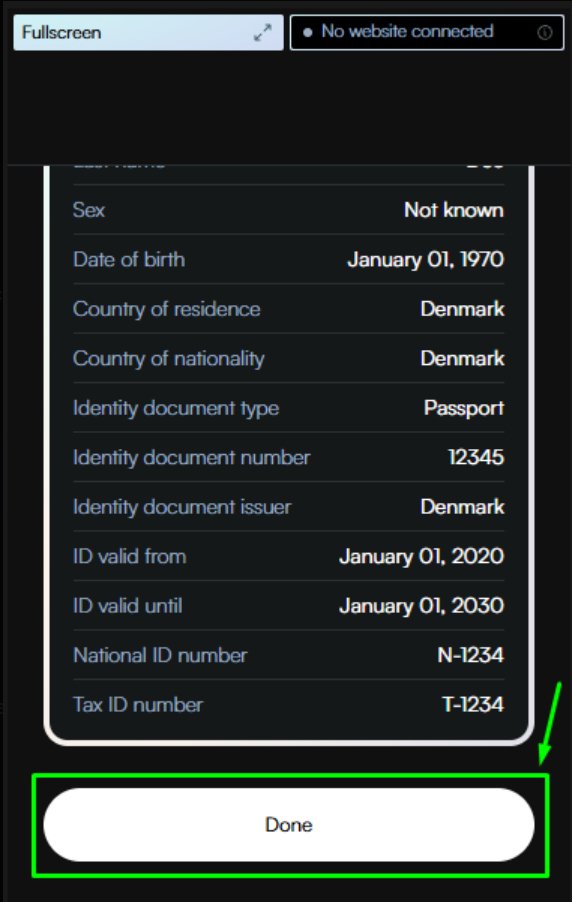 Fullscreen
No website connected
Sex Not known
Date of birth January 01, 1970
Country of residence Denmark
Country of nationality Denmark
Identity document type Passport
Identity document number 12345
Identity document issuer Denmark
ID valid from January 01, 2020
ID valid until January 01, 2030
National ID number N-1234
Tax ID number T-1234
Done